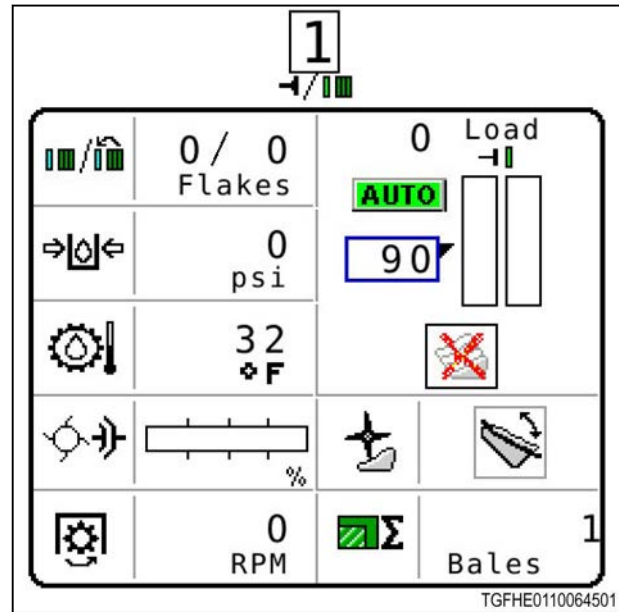 1
0/ 0
Flakes
0 Load
AUTO
90
0
psi
32
°F
%
0
RPM
Σ
1
Bales
TGFHE0110064501